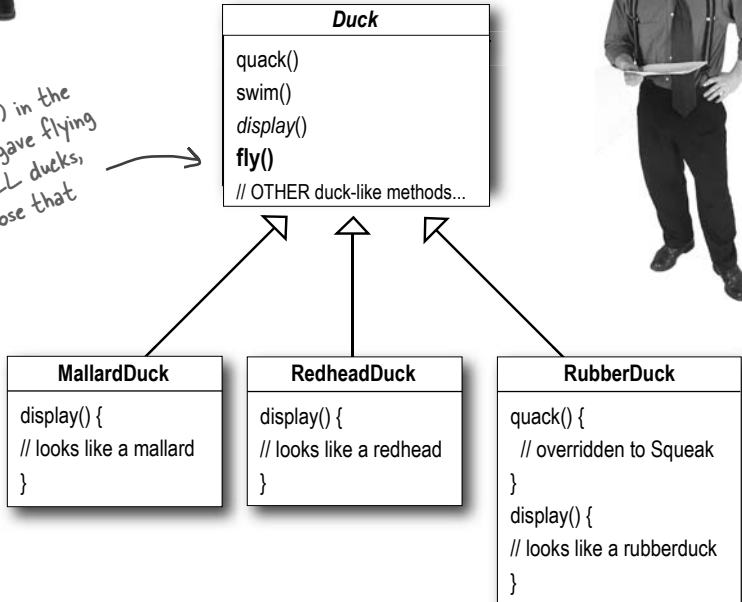 Duck
quack()
swim()
display()
fly()
// OTHER duck-like methods...
) in the
gave flying
LL ducks,
ose that
MallardDuck
display() {
// looks like a mallard
}
RedheadDuck
display() {
// looks like a redhead
}
RubberDuck
quack() {
// overridden to Squeak
}
display() {
// looks like a rubberduck
}